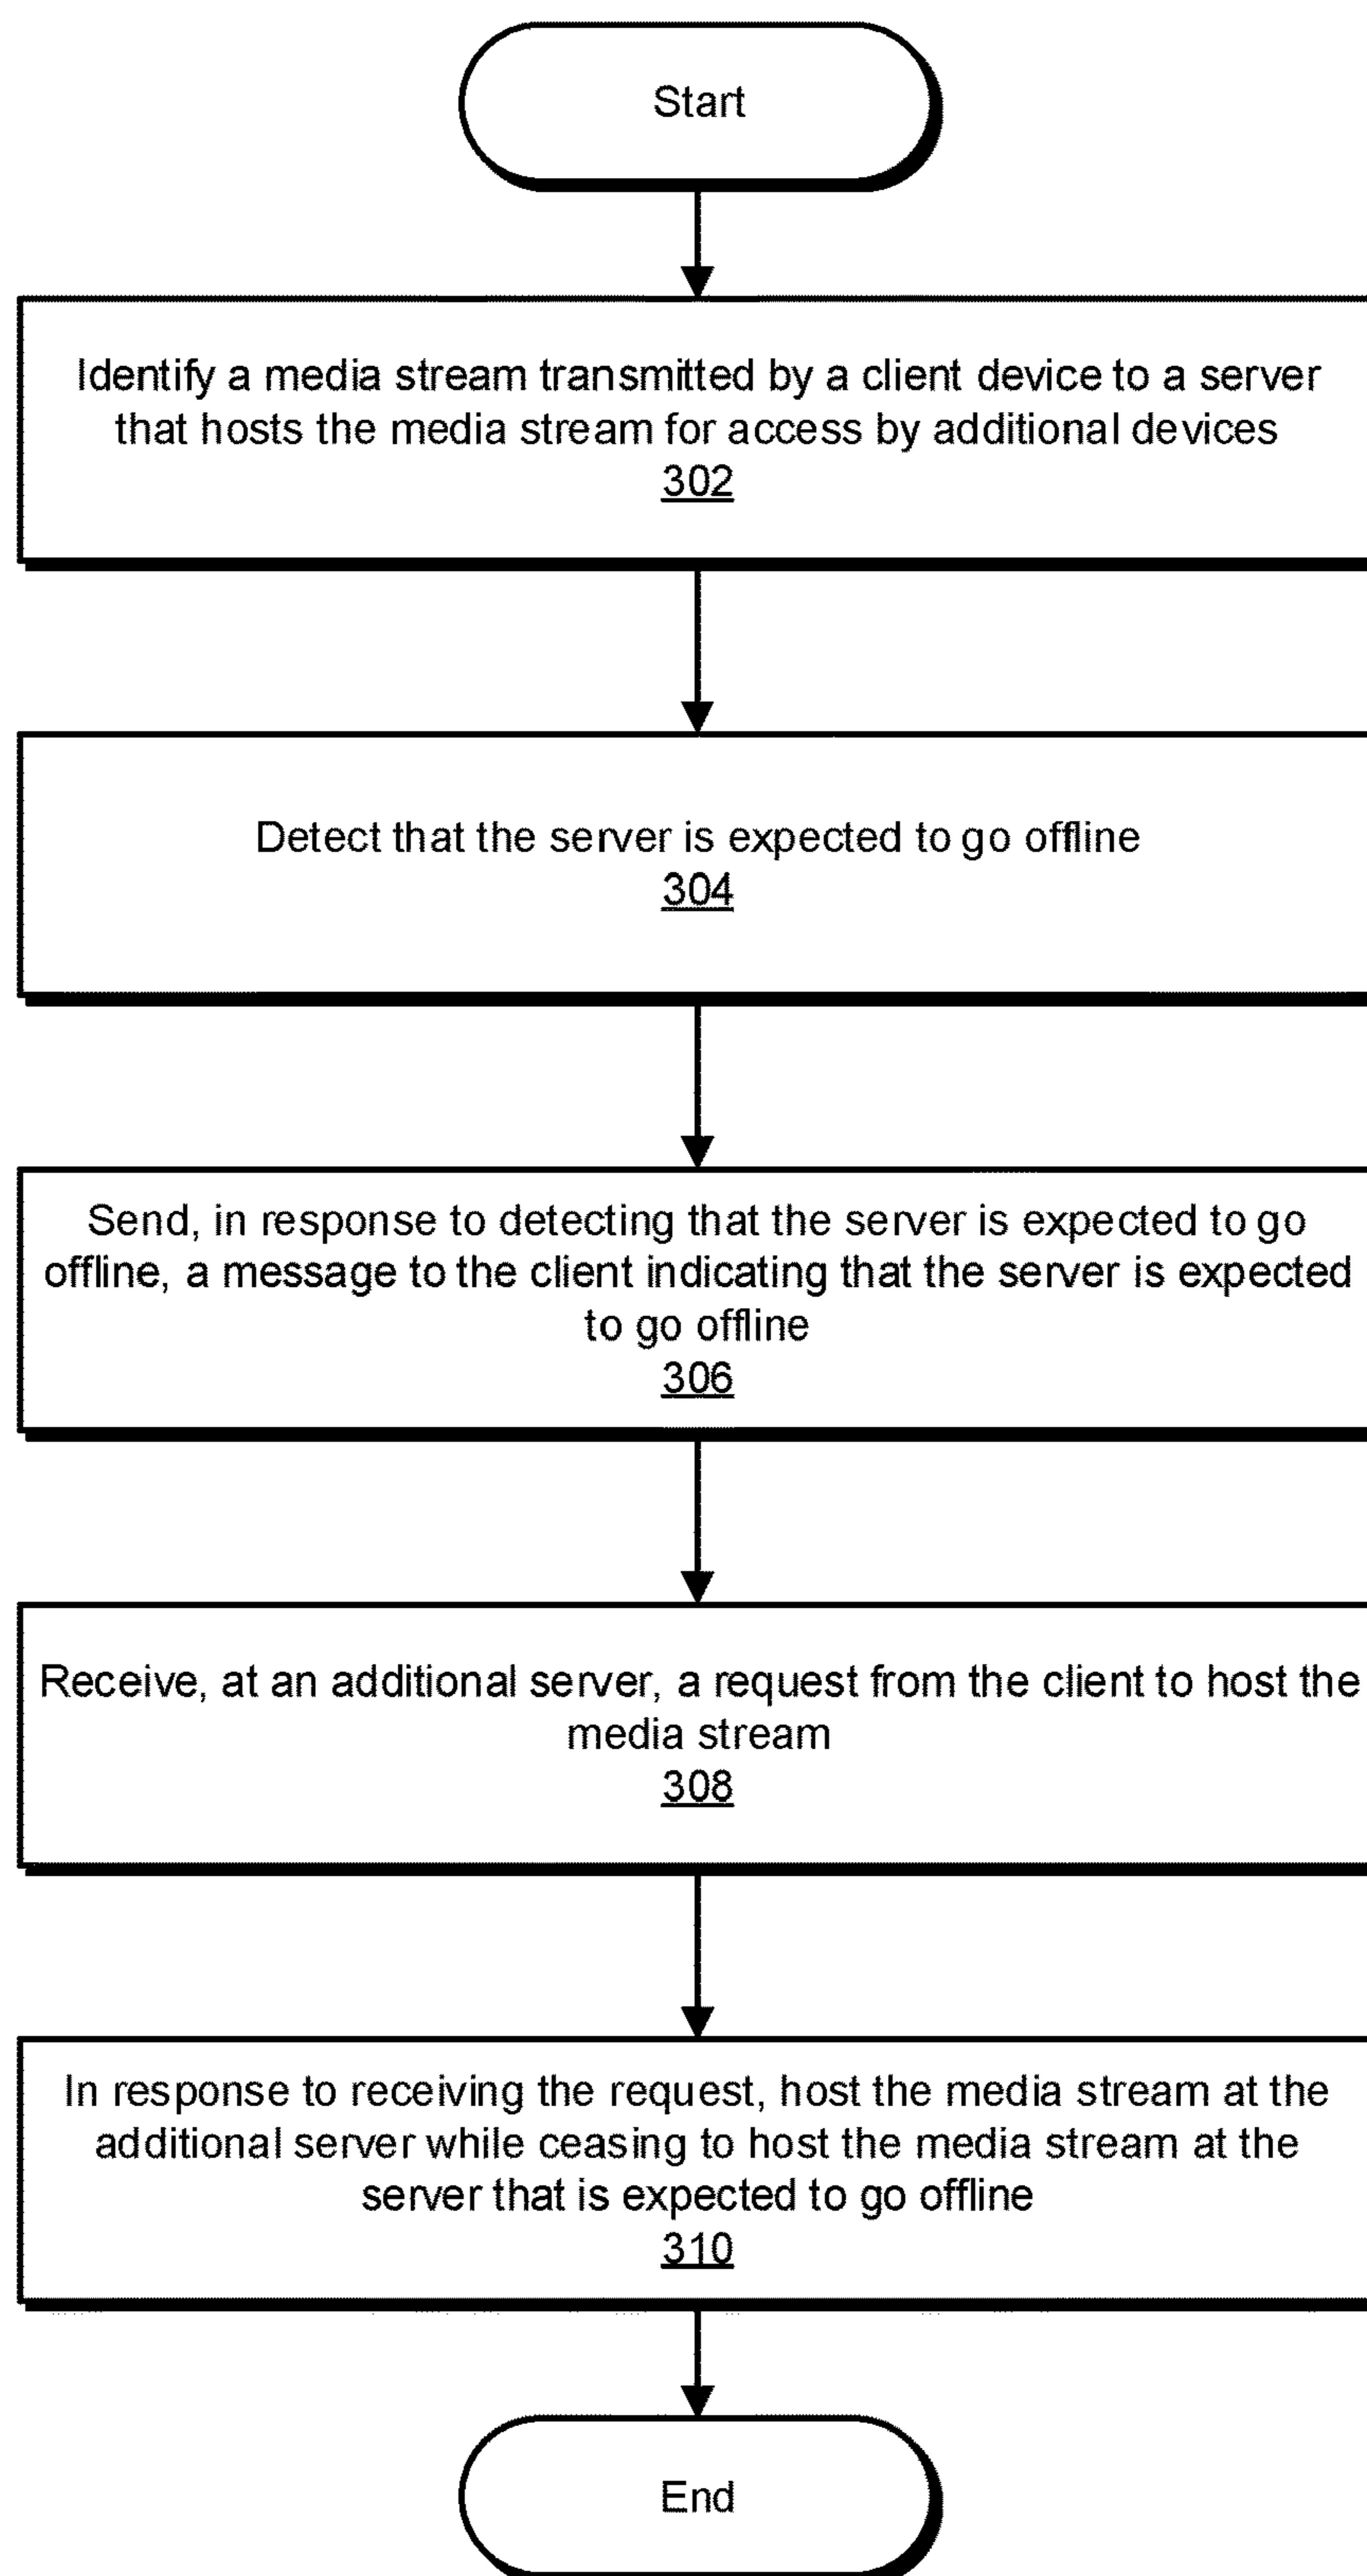 Start
Identify a media stream transmitted by a client device to a server
that hosts the media stream for access by additional devices
302
Detect that the server is expected to go offline
304
Send, in response to detecting that the server is expected to go
offline, a message to the client indicating that the server is expected
to go offline
306
Receive, at an additional server, a request from the client to host the
media stream
308
In response to receiving the request, host the media stream at the
additional server while ceasing to host the media stream at the
server that is expected to go offline
310
End